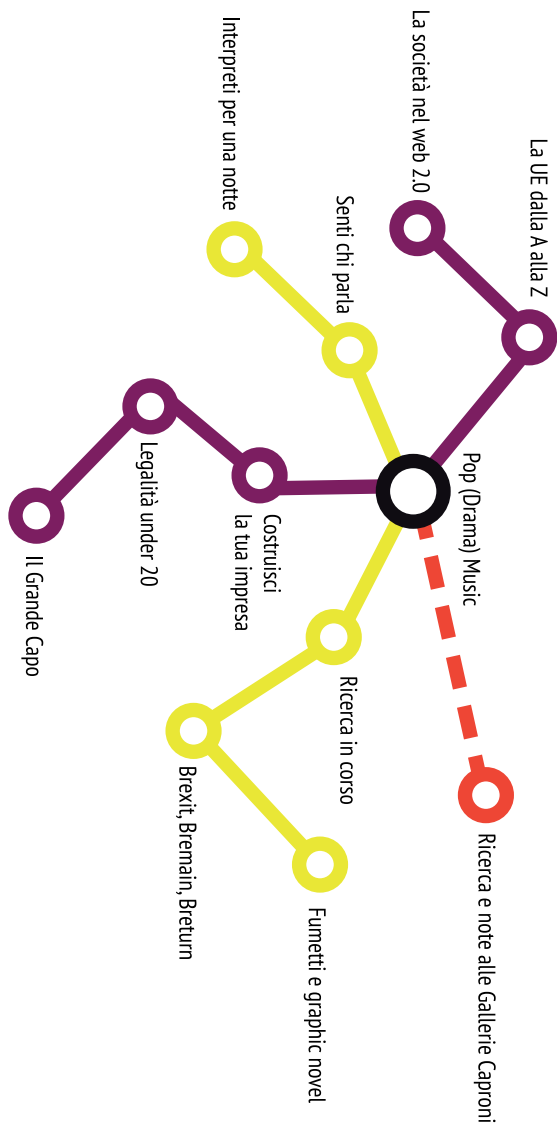 La UE dalla A alla Z
Ricerca e note alle Gallerie Caproni
Pop (Drama) Music
La società nel web 2.0
Senti chi parla
Ricerca in corso
Fumetti e graphic novel
Costruisci
la tua impresa
Interpreti per una notte
Brexit, Bremain, Breturn
Legalità under 20
Il Grande Capo